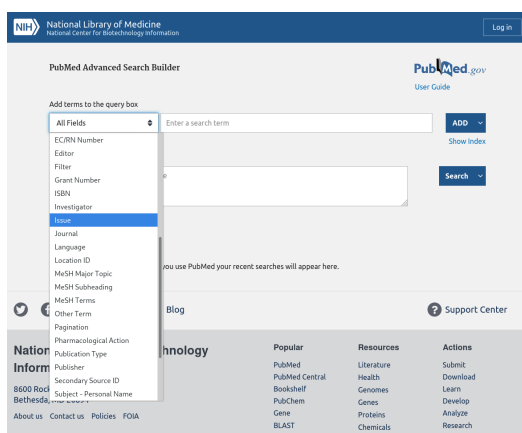 NIH
National Library of Medicine
National Center for Biotechnology Information
Log in
PubMed Advanced Search Builder
PubMed.gov
User Guide
Add terms to the query box
All Fields
Enter a search term
ADD
Show Index
EC/RN Number
Editor
Filter
Grant Number
ISBN
Investigator
Issue
Journal
Language
Location ID
MeSH Major Topic
MeSH Subheading
MeSH Terms
Other Term
Pagination
Pharmacological Action
Publication Type
Publisher
Secondary Source ID
Subject - Personal Name
Search
you use PubMed your recent searches will appear here.
Blog
Support Center
Nation hnology
Inform
8600 Rock
Bethesda,
About us Contact us Policies FOIA
Popular
PubMed
PubMed Central
Bookshelf
PubChem
Gene
BLAST
Resources
Literature
Health
Genomes
Genes
Proteins
Chemicals
Actions
Submit
Download
Learn
Develop
Analyze
Research